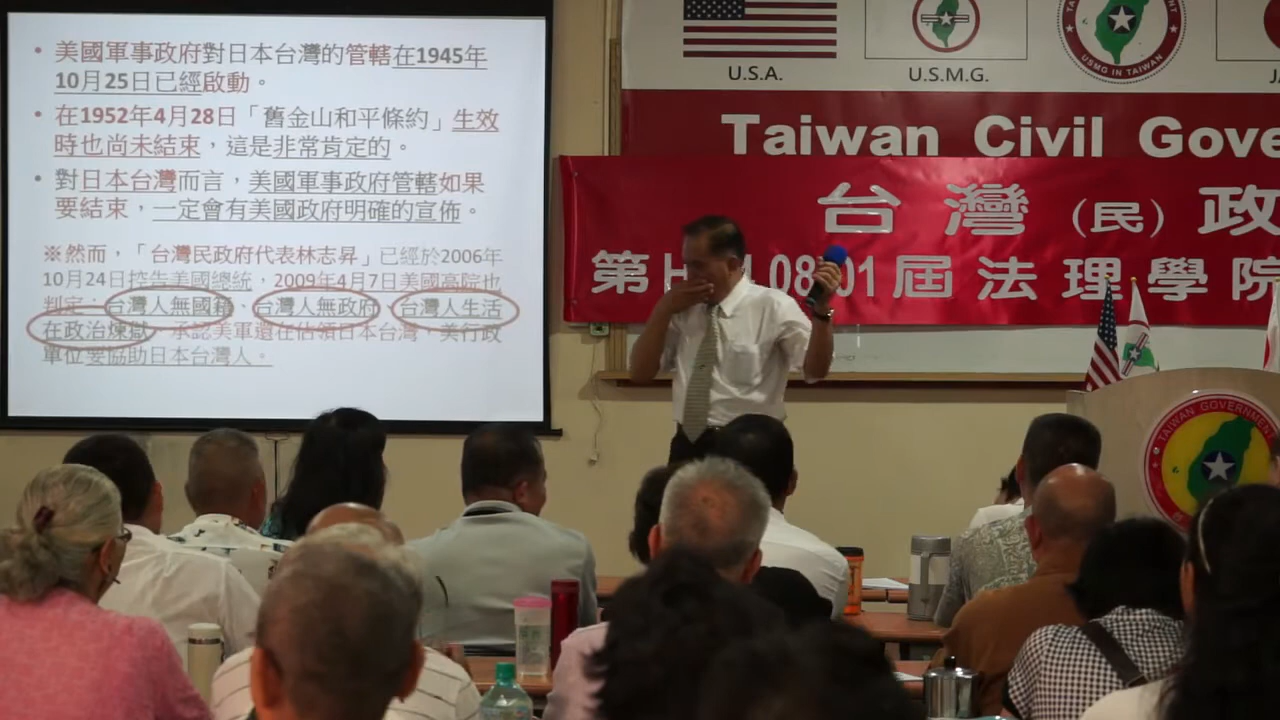 • 美國軍事政府對日本台灣的管轄在1945年
10月25日已經啟動。
• 在1952年4月28日「舊金山和平條約」生效
時也尚未結束，這是非常肯定的。
• 對日本台灣而言，美國軍事政府管轄如果
要結束，一定會有美國政府明確的宣佈。
※然而，「台灣民政府代表林志昇」已經於2006年
10月24日控告美國總統，2009年4月7日美國高院也
判定：台灣人無國籍、台灣人無政府、台灣人生活
在政治煉獄。承認美軍還在佔領日本台灣，美行政
單位要協助日本台灣人。
U.S.A.
U.S.M.G.
USMG IN TAIWAN
Taiwan Civil Gove
台灣（民）政
第H 08 01屆法理學院
TAIWAN GOVERNMENT